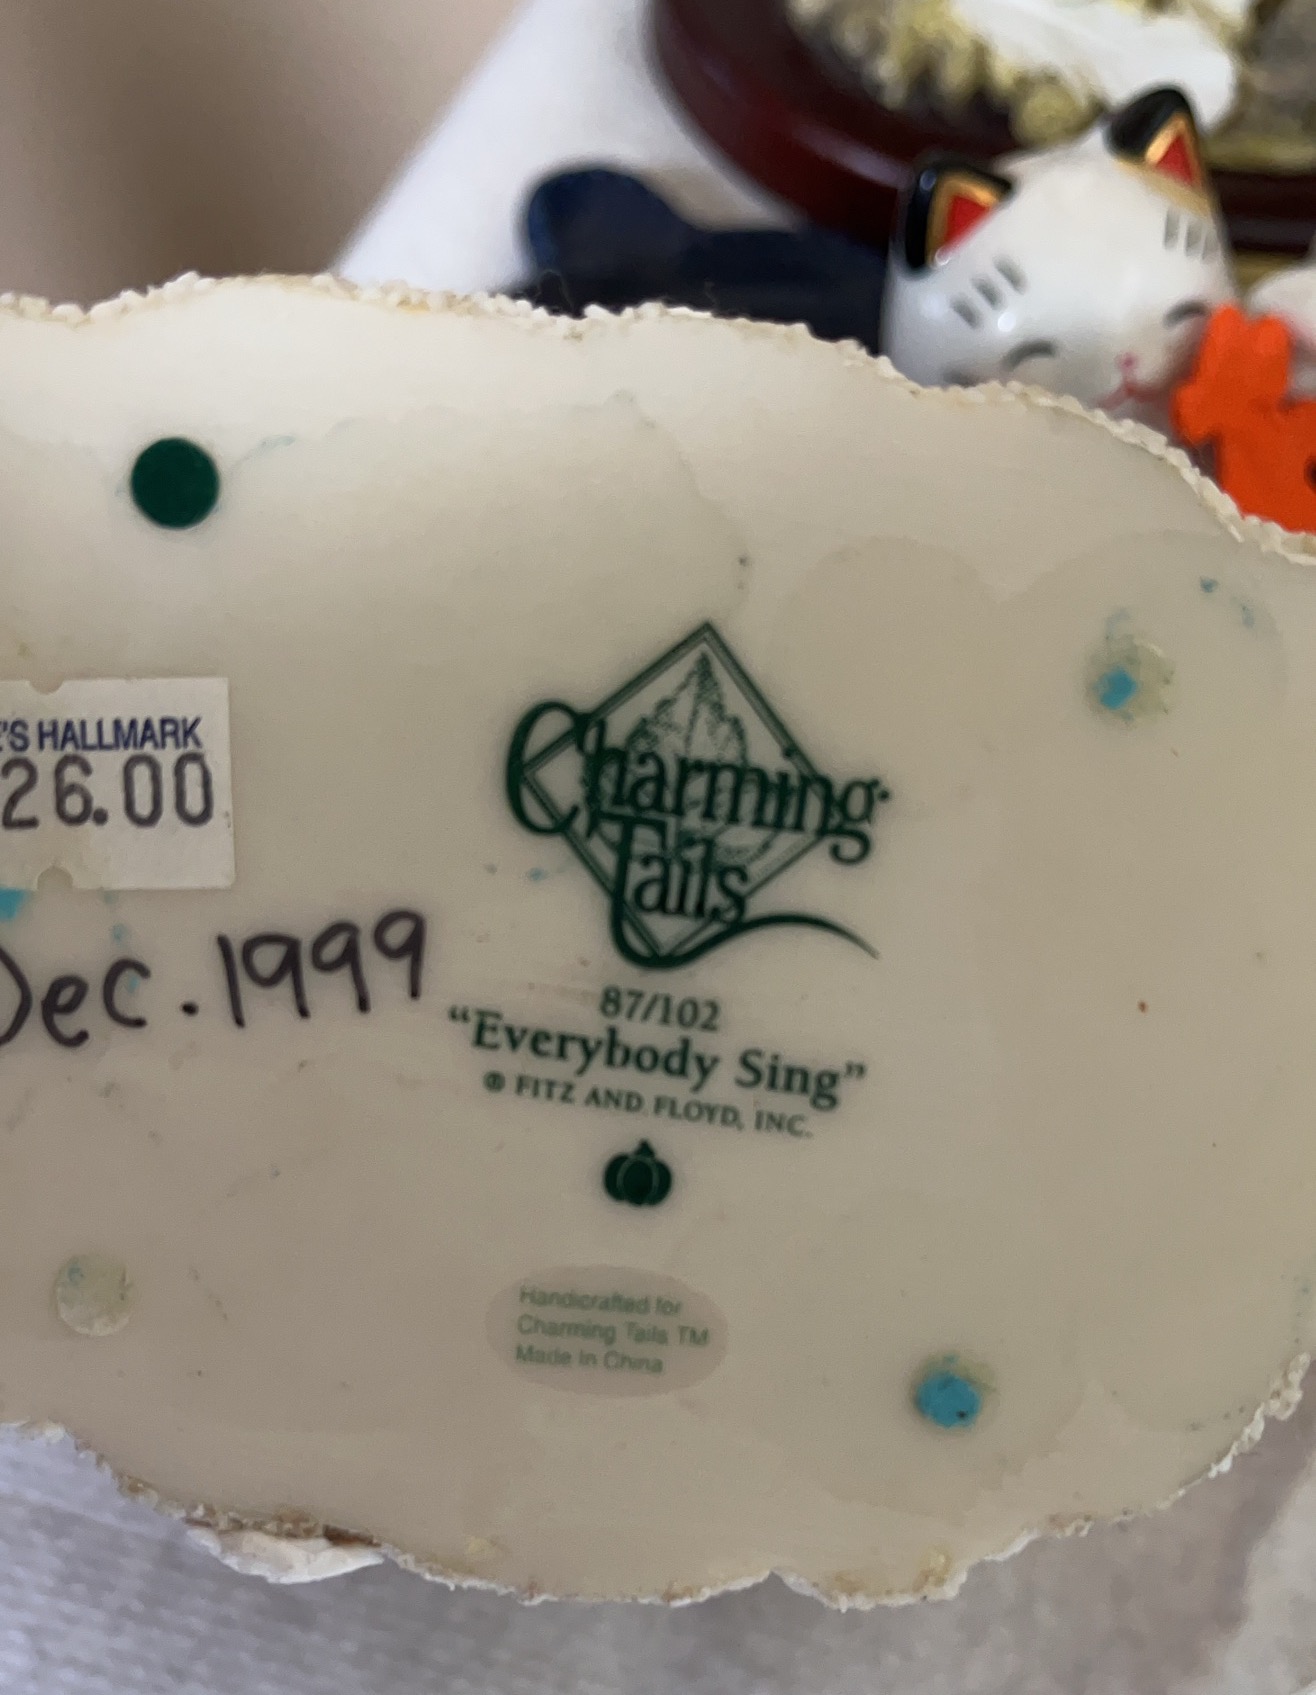 'S HALLMARK
26.00
Dec. 1999
Charming
Tails
87/102
“Everybody Sing”
® FITZ AND FLOYD, INC.
Handicrafted for
Charming Tails TM
Made In China